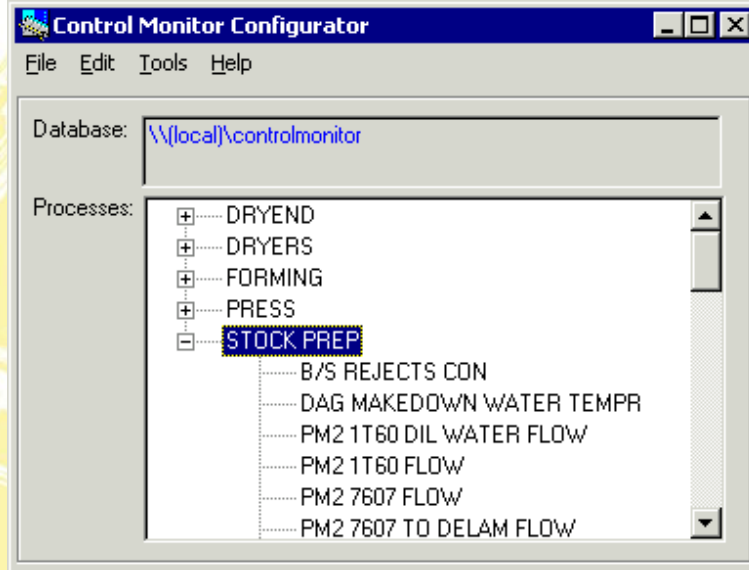 Control Monitor Configurator
File Edit Tools Help
Database: \\(local)\controlmonitor
Processes:
DRYEND
DRYERS
FORMING
PRESS
STOCK PREP
B/S REJECTS CON
DAG MAKEDOWN WATER TEMPR
PM2 1T60 DIL WATER FLOW
PM2 1T60 FLOW
PM2 7607 FLOW
PM2 7607 TO DELAM FLOW